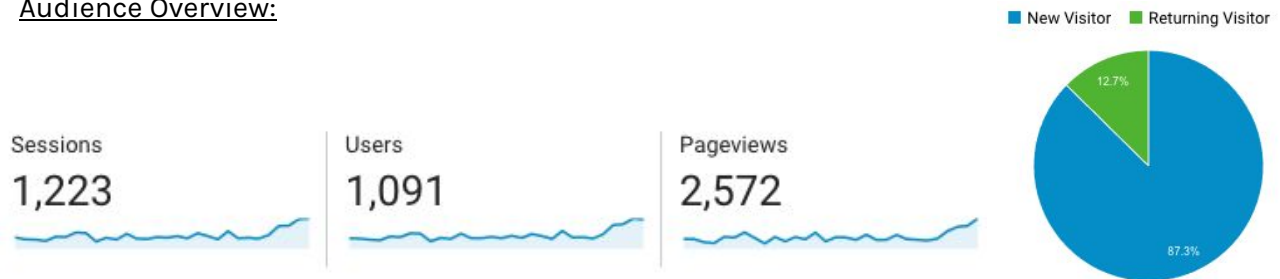 Audience Overview:
New Visitor Returning Visitor
12.7%
Sessions Users Pageviews
1,223 1,091 2,572
87.3%